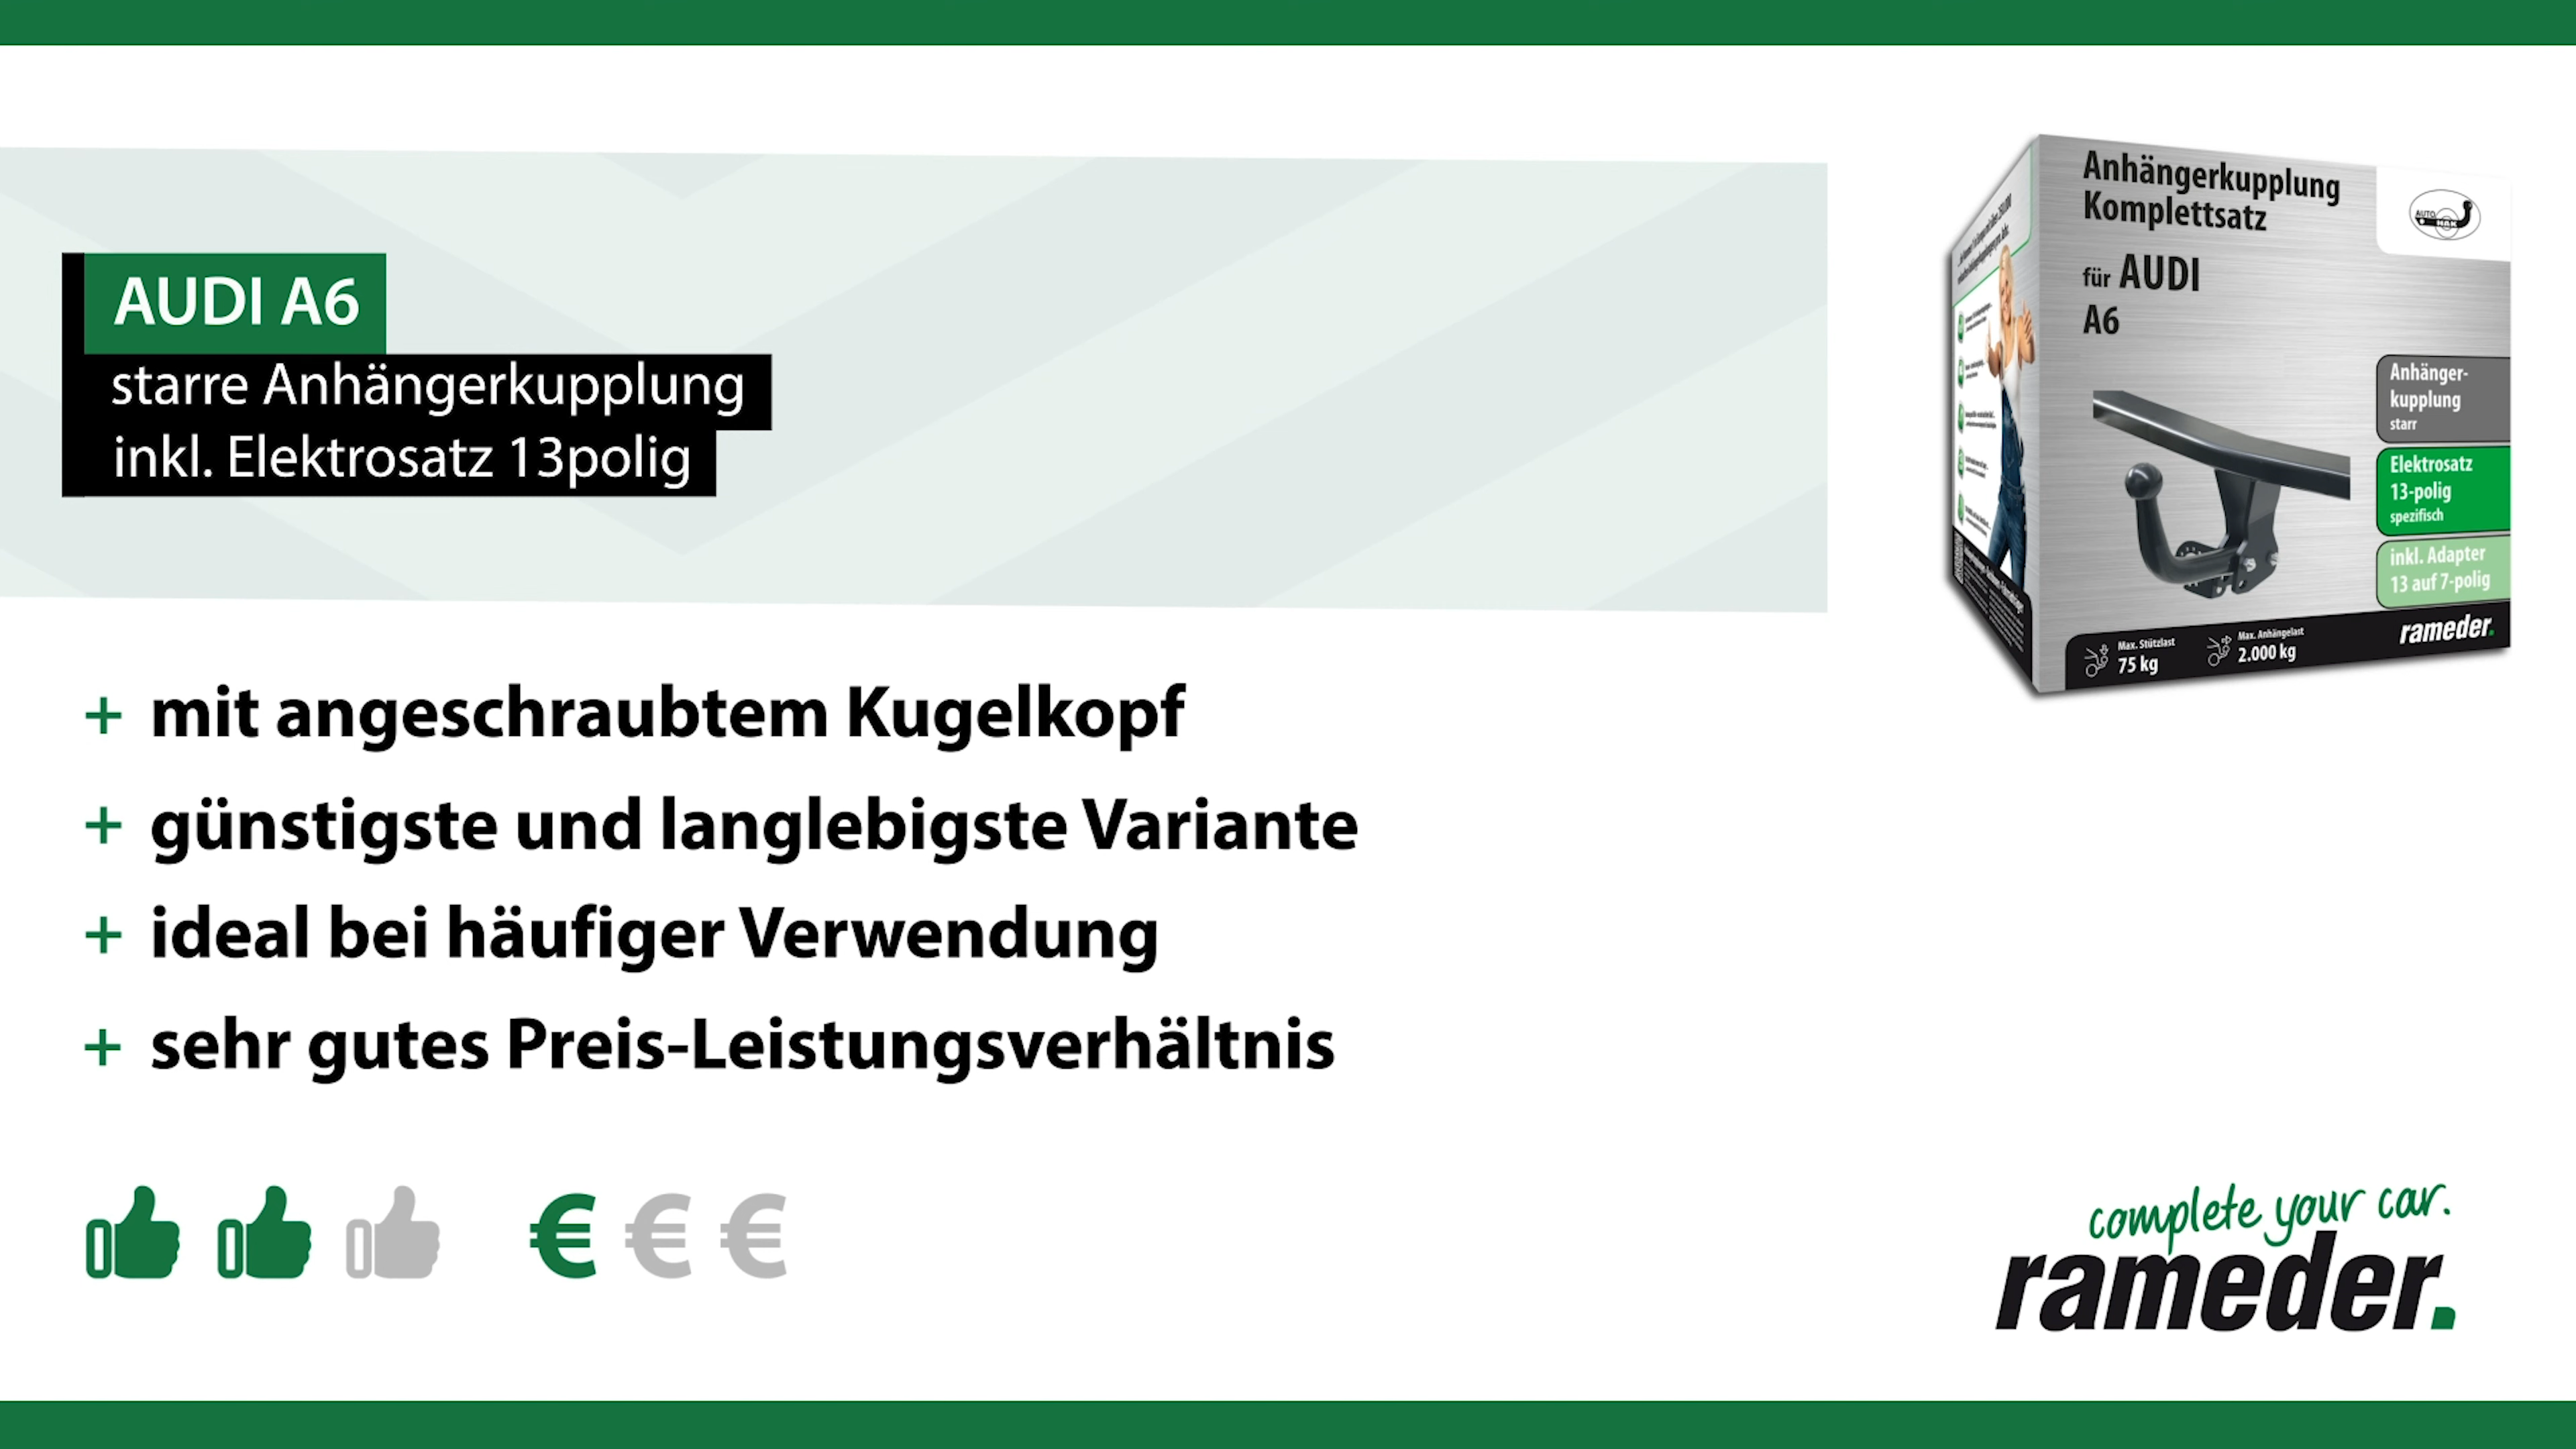 AUDI A6
starre Anhängerkupplung
inkl. Elektrosatz 13polig
+ mit angeschraubtem Kugelkopf
+ günstigste und langlebigste Variante
+ ideal bei häufiger Verwendung
+ sehr gutes Preis-Leistungsverhältnis
€ € €
Anhängerkupplung
Komplettsatz
für AUDI
A6
AUTO
HAK
Anhänger-
kupplung
starr
Elektrosatz
13-polig
spezifisch
inkl. Adapter
13 auf 7-polig
Max. Stützlast
75 kg
Max. Anhängelast
2.000 kg
rameder.
complete your car.
rameder.